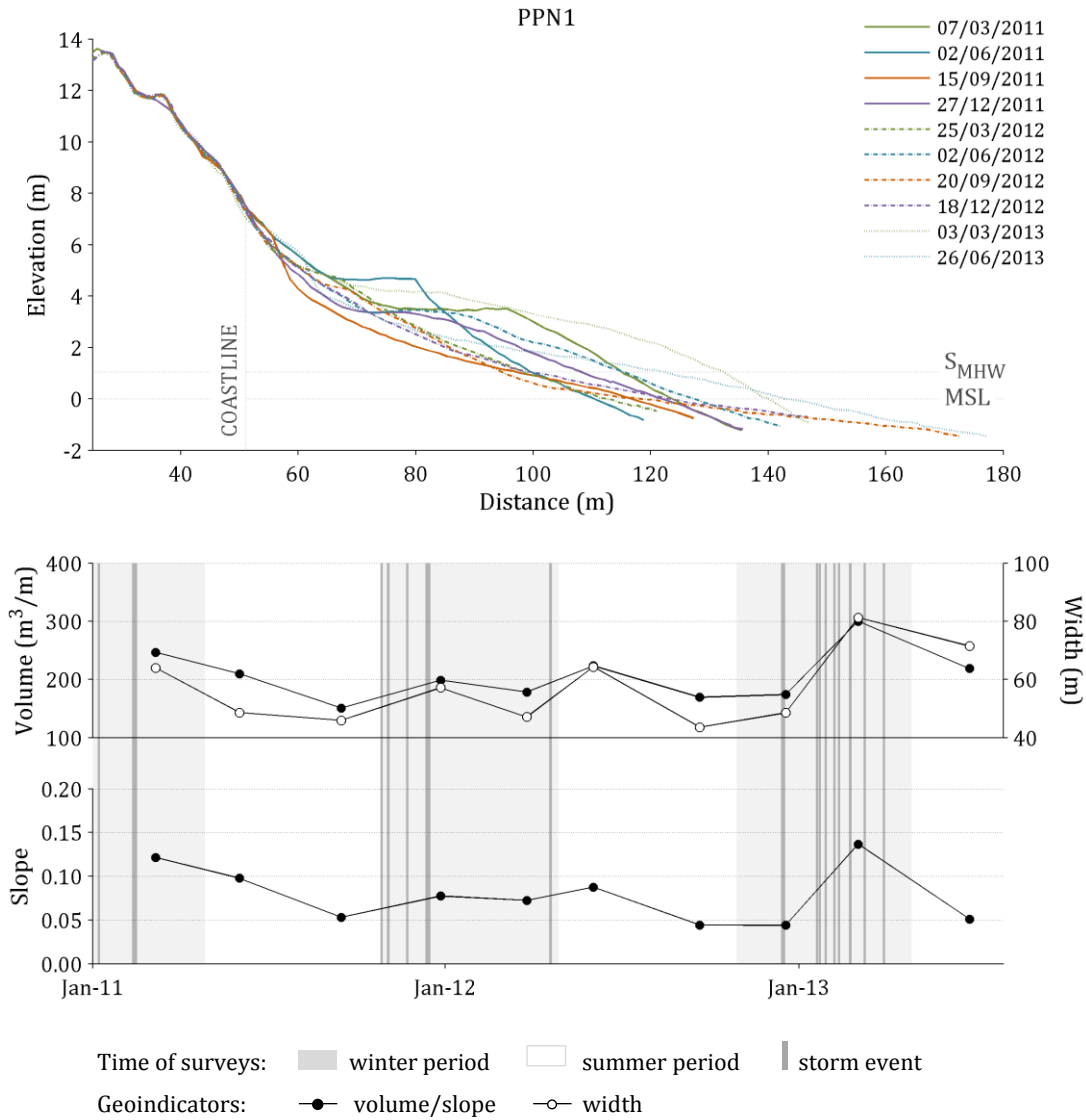 PPN1
14
12
10
8
6
4
2
0
-2
Elevation (m)
40
60
80
100
120
140
160
180
Distance (m)
COASTLINE
S_MHW
MSL
07/03/2011
02/06/2011
15/09/2011
27/12/2011
25/03/2012
02/06/2012
20/09/2012
18/12/2012
03/03/2013
26/06/2013
400
300
200
100
Volume (m³/m)
100
80
60
40
Width (m)
0.20
0.15
0.10
0.05
0.00
Slope
Jan-11
Jan-12
Jan-13
Time of surveys: winter period summer period storm event
Geoindicators: volume/slope width